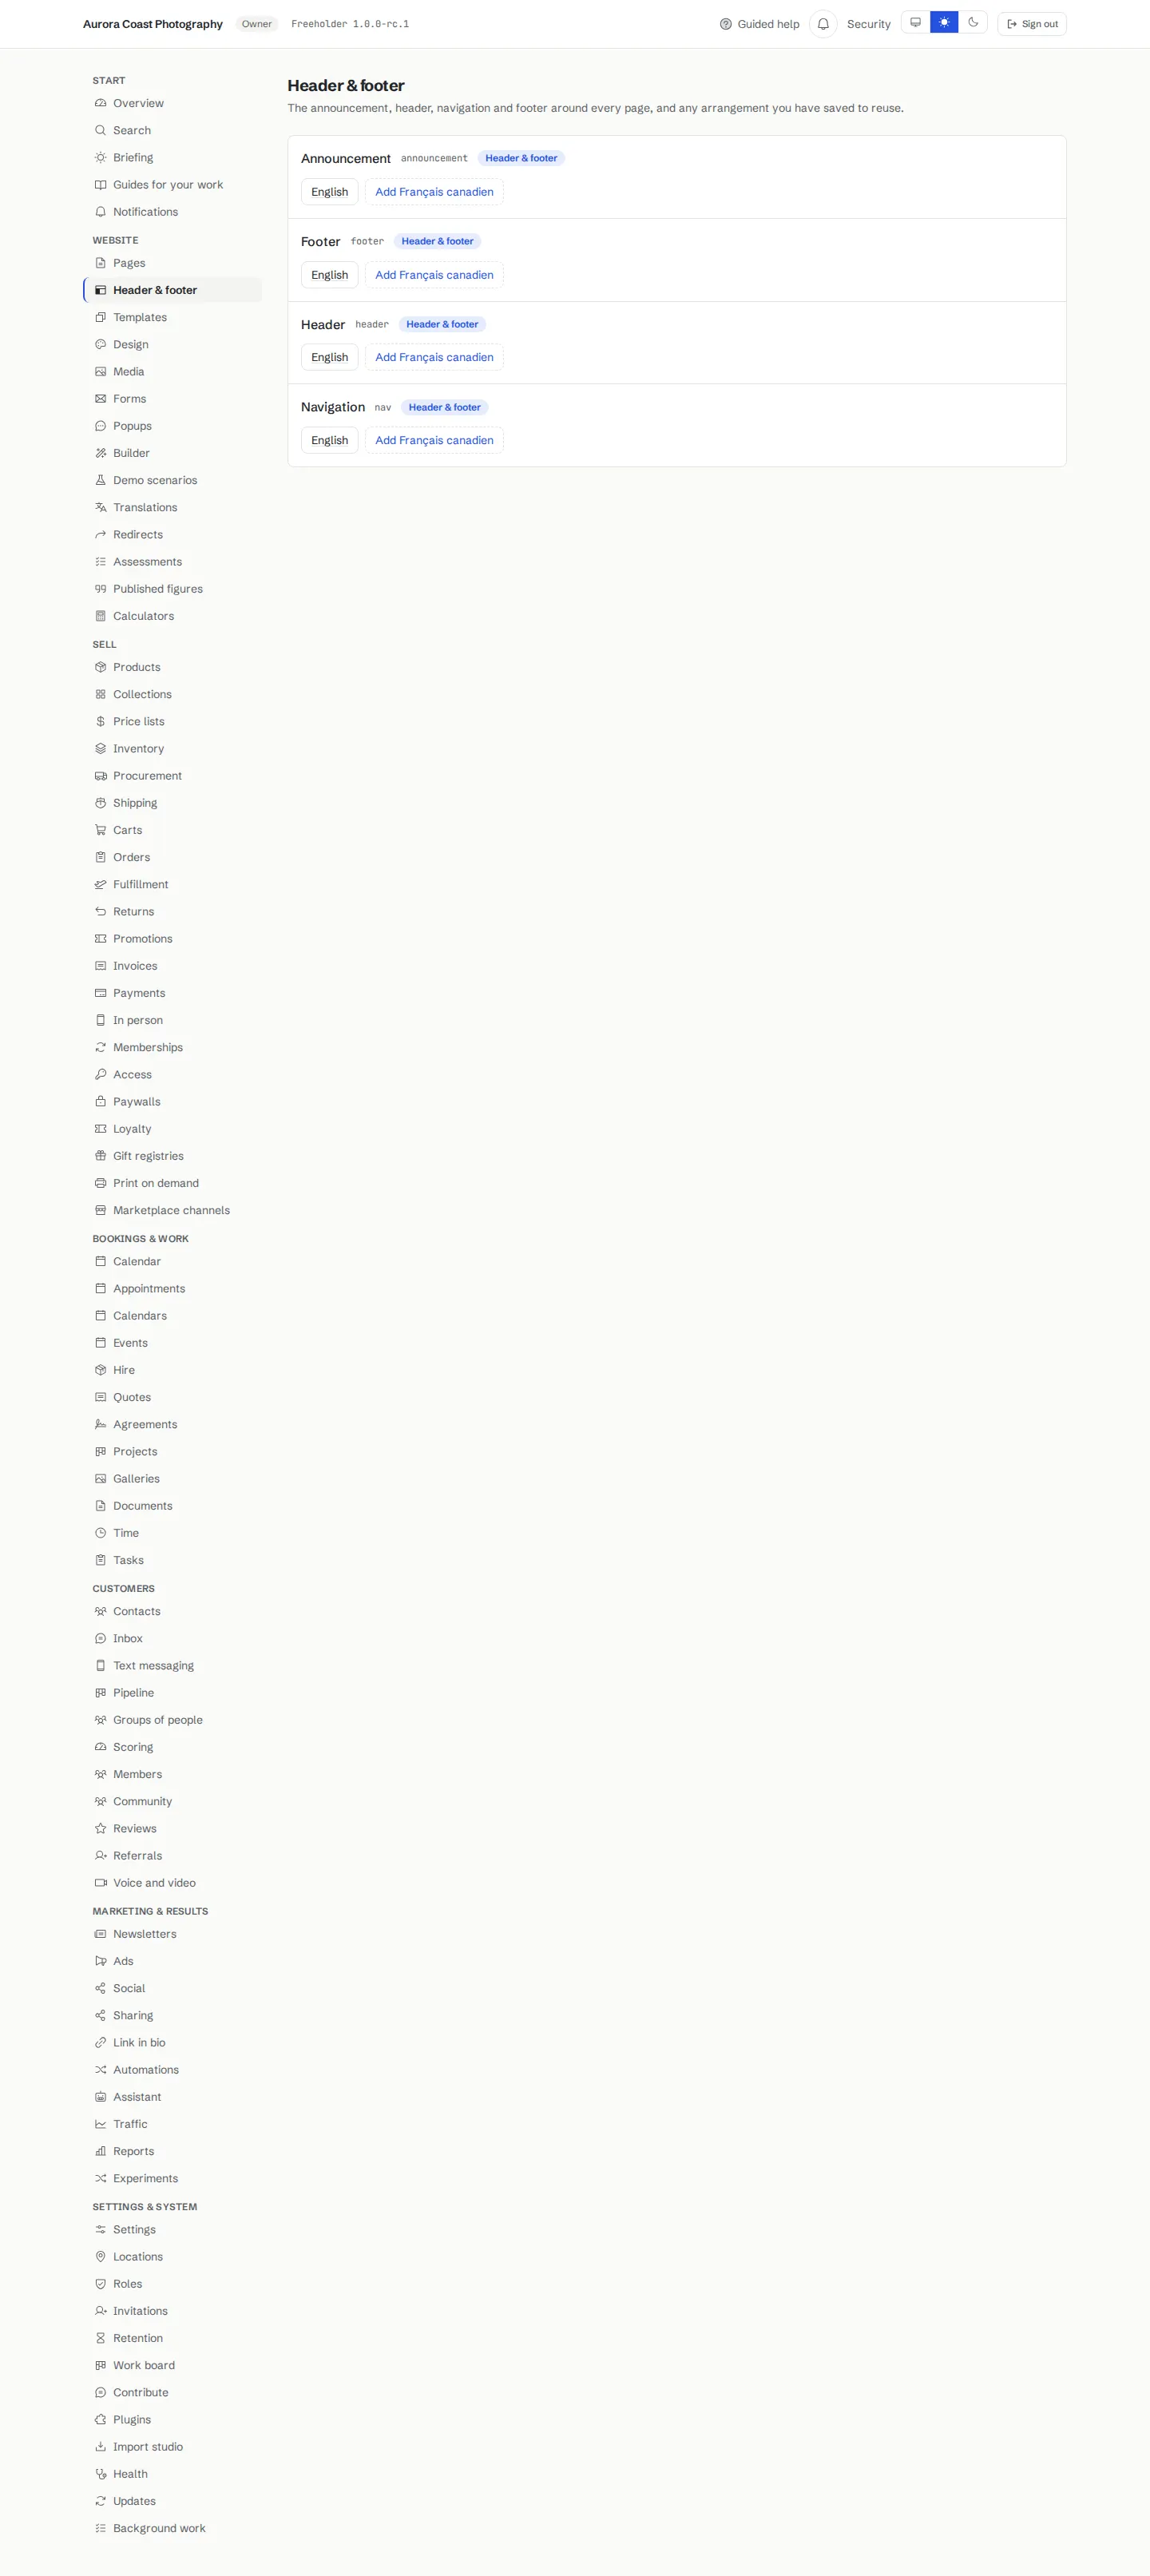 Aurora Coast Photography Owner Freeholder 1.0.0-rc.1 Guided help Security Sign out
START
Overview
Search
Briefing
Guides for your work
Notifications
WEBSITE
Pages
Header & footer
Templates
Design
Media
Forms
Popups
Builder
Demo scenarios
Translations
Redirects
Assessments
Published figures
Calculators
SELL
Products
Collections
Price lists
Inventory
Procurement
Shipping
Carts
Orders
Fulfillment
Returns
Promotions
Invoices
Payments
In person
Memberships
Access
Paywalls
Loyalty
Gift registries
Print on demand
Marketplace channels
BOOKINGS & WORK
Calendar
Appointments
Calendars
Events
Hire
Quotes
Agreements
Projects
Galleries
Documents
Time
Tasks
CUSTOMERS
Contacts
Inbox
Text messaging
Pipeline
Groups of people
Scoring
Members
Community
Reviews
Referrals
Voice and video
MARKETING & RESULTS
Newsletters
Ads
Social
Sharing
Link in bio
Automations
Assistant
Traffic
Reports
Experiments
SETTINGS & SYSTEM
Settings
Locations
Roles
Invitations
Retention
Work board
Contribute
Plugins
Import studio
Health
Updates
Background work
Header & footer
The announcement, header, navigation and footer around every page, and any arrangement you have saved to reuse.
Announcement announcement Header & footer
English Add Français canadien
Footer footer Header & footer
English Add Français canadien
Header header Header & footer
English Add Français canadien
Navigation nav Header & footer
English Add Français canadien